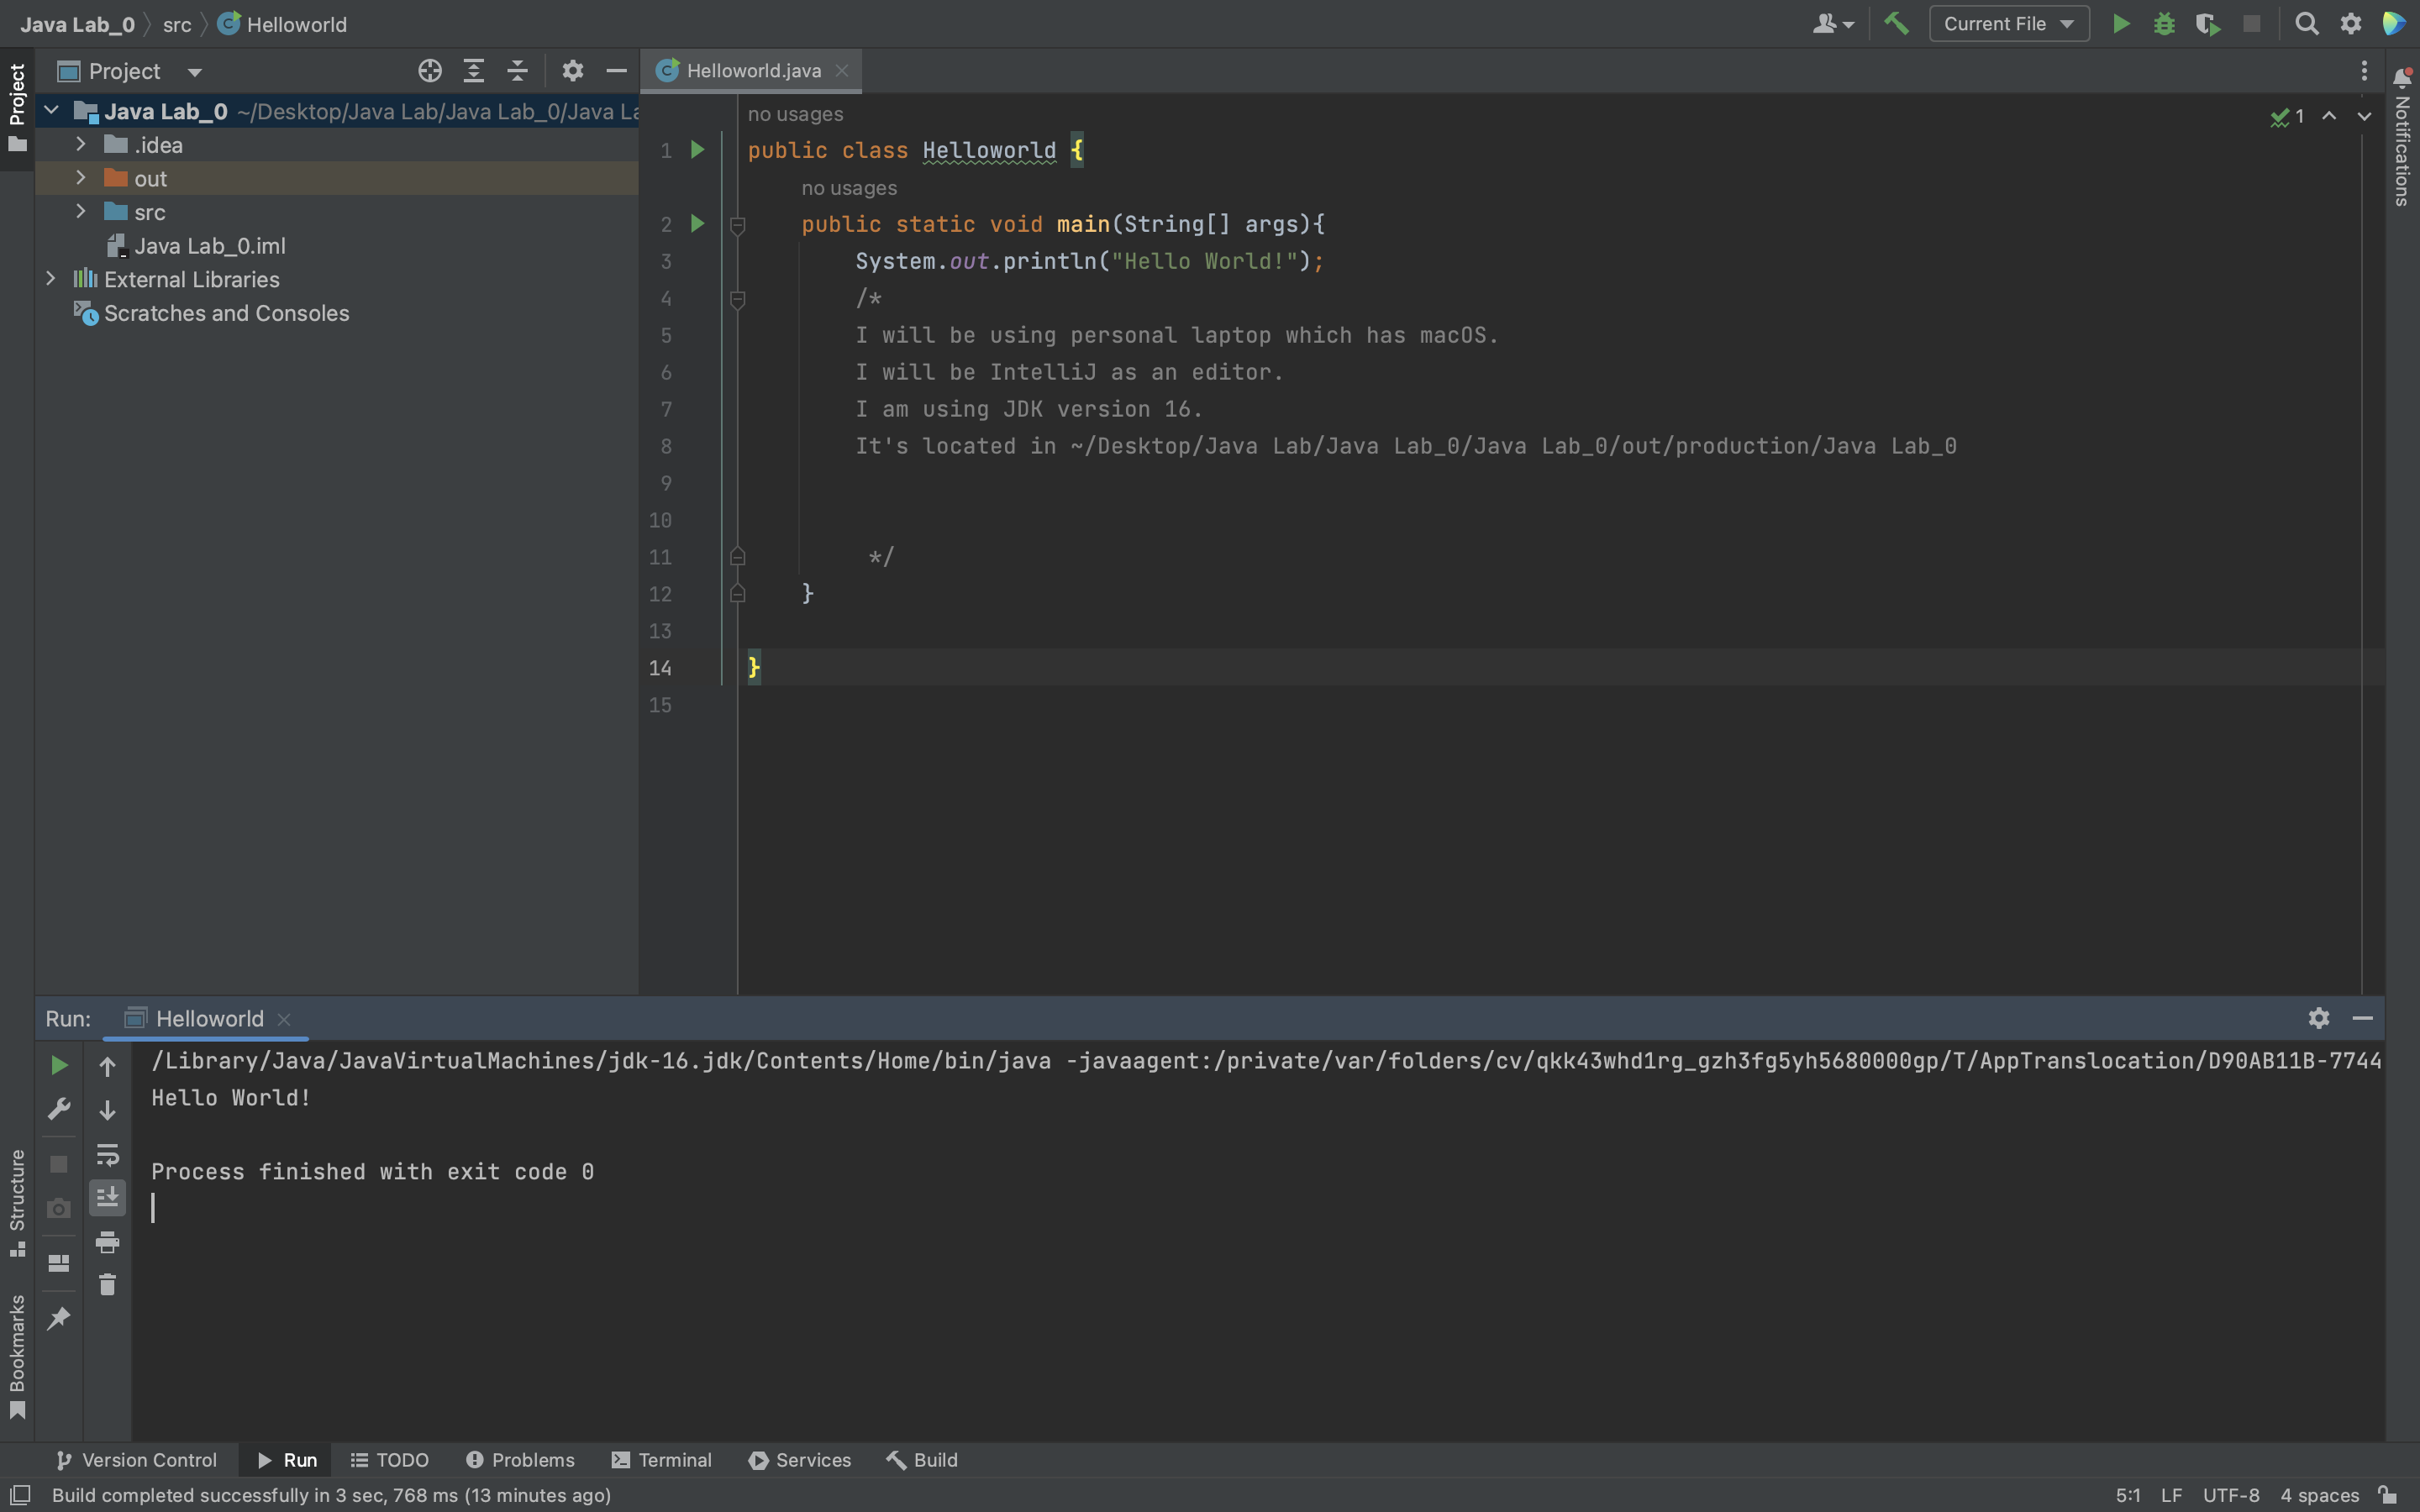 Java Lab_0 src Helloworld
Current File
Project
Project
Helloworld.java
Notifications
Java Lab_0 ~/Desktop/Java Lab/Java Lab_0/Java La
.idea
out
src
Java Lab_0.iml
External Libraries
Scratches and Consoles
no usages
1
1 public class Helloworld {
no usages
2 public static void main(String[] args){
3 System.out.println("Hello World!");
4 /*
5 I will be using personal laptop which has macOS.
6 I will be IntelliJ as an editor.
7 I am using JDK version 16.
8 It's located in ~/Desktop/Java Lab/Java Lab_0/Java Lab_0/out/production/Java Lab_0
9
10
11 */
12 }
13
14 }
15
Run: Helloworld
/Library/Java/JavaVirtualMachines/jdk-16.jdk/Contents/Home/bin/java -javaagent:/private/var/folders/cv/qkk43whd1rg_gzh3fg5yh5680000gp/T/AppTranslocation/D90AB11B-7744
Hello World!
Process finished with exit code 0
Structure
Bookmarks
Version Control Run TODO Problems Terminal Services Build
Build completed successfully in 3 sec, 768 ms (13 minutes ago)
5:1 LF UTF-8 4 spaces